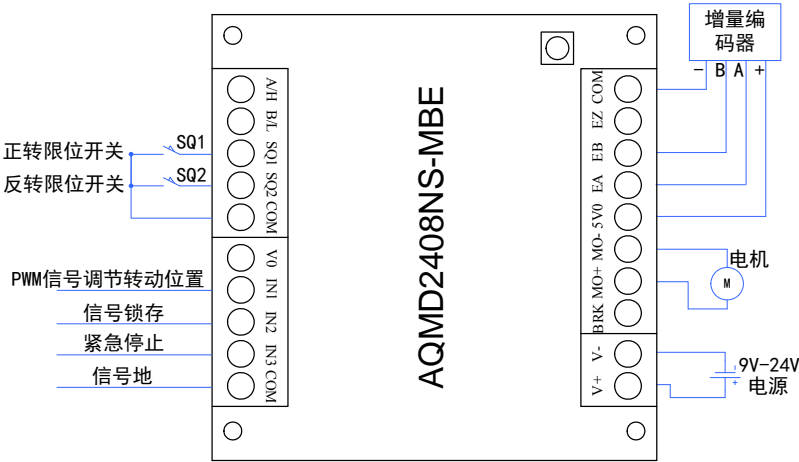 增量编
码器
- B A +
A/H
B/L
SQ1
SQ2
COM
正转限位开关
SQ1
反转限位开关
SQ2
V0
IN1
IN2
IN3
COM
PWM信号调节转动位置
信号锁存
紧急停止
信号地
AQMD2408NS-MBE
COM
EZ
EB
EA
5V0
MO-
MO+
BRK
V-
V+
电机
M
-
9V-24V
+
电源